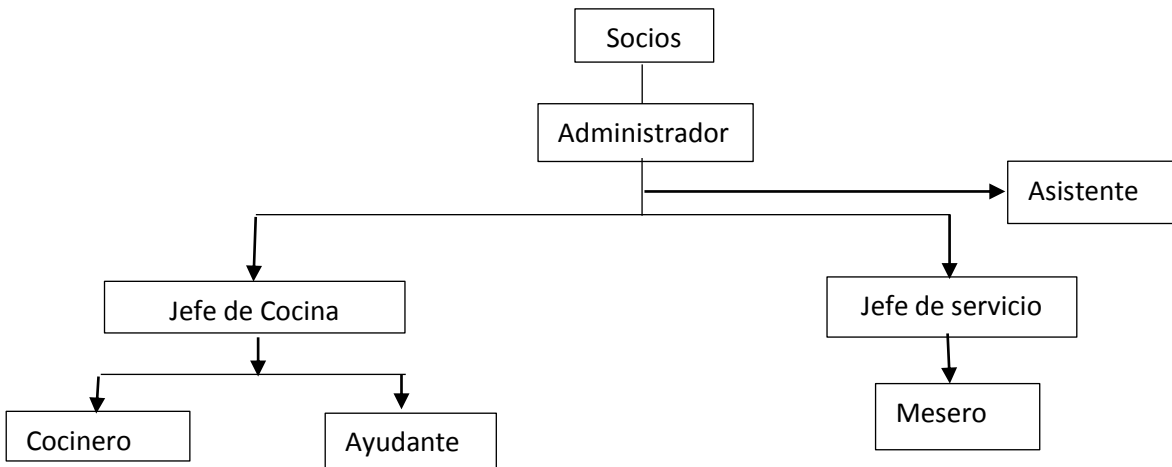 Socios
Administrador
Asistente
Jefe de Cocina
Jefe de servicio
Cocinero
Ayudante
Mesero